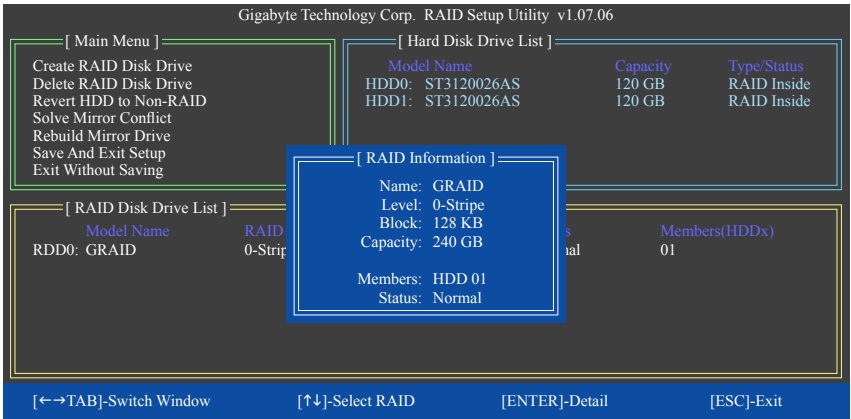 Gigabyte Technology Corp. RAID Setup Utility v1.07.06
[ Main Menu ]
Create RAID Disk Drive
Delete RAID Disk Drive
Revert HDD to Non-RAID
Solve Mirror Conflict
Rebuild Mirror Drive
Save And Exit Setup
Exit Without Saving
[ Hard Disk Drive List ]
Model Name Capacity Type/Status
HDD0: ST3120026AS 120 GB RAID Inside
HDD1: ST3120026AS 120 GB RAID Inside
[ RAID Information ]
Name: GRAID
Level: 0-Stripe
Block: 128 KB
Capacity: 240 GB
Members: HDD 01
Status: Normal
[ RAID Disk Drive List ]
Model Name RAID Members(HDDx)
RDD0: GRAID 0-Strip 01
[←→TAB]-Switch Window [↑↓]-Select RAID [ENTER]-Detail [ESC]-Exit